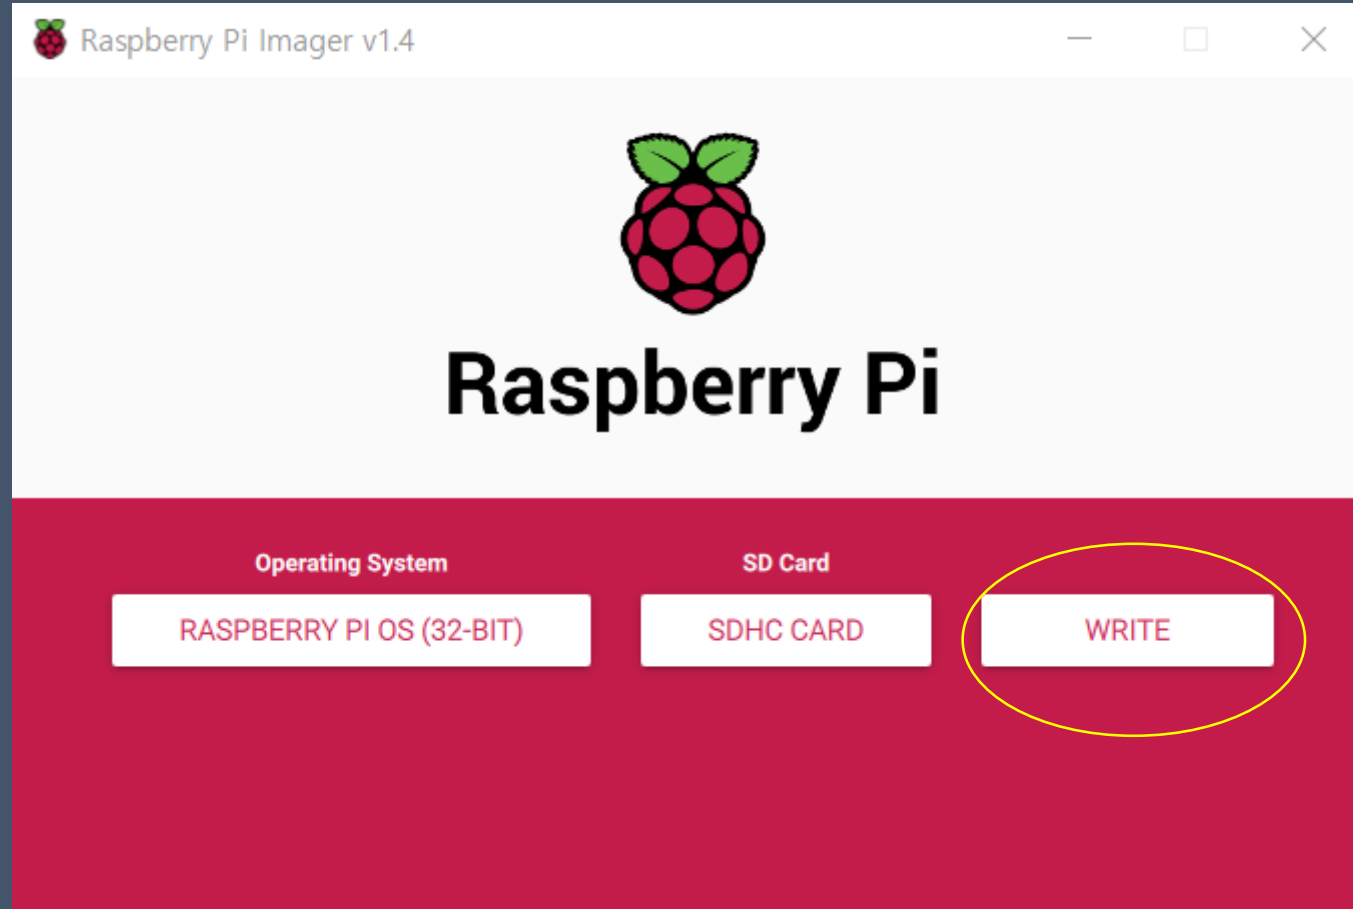 Raspberry Pi Imager v1.4
Raspberry Pi
Operating System
SD Card
RASPBERRY PI OS (32-BIT)
SDHC CARD
WRITE